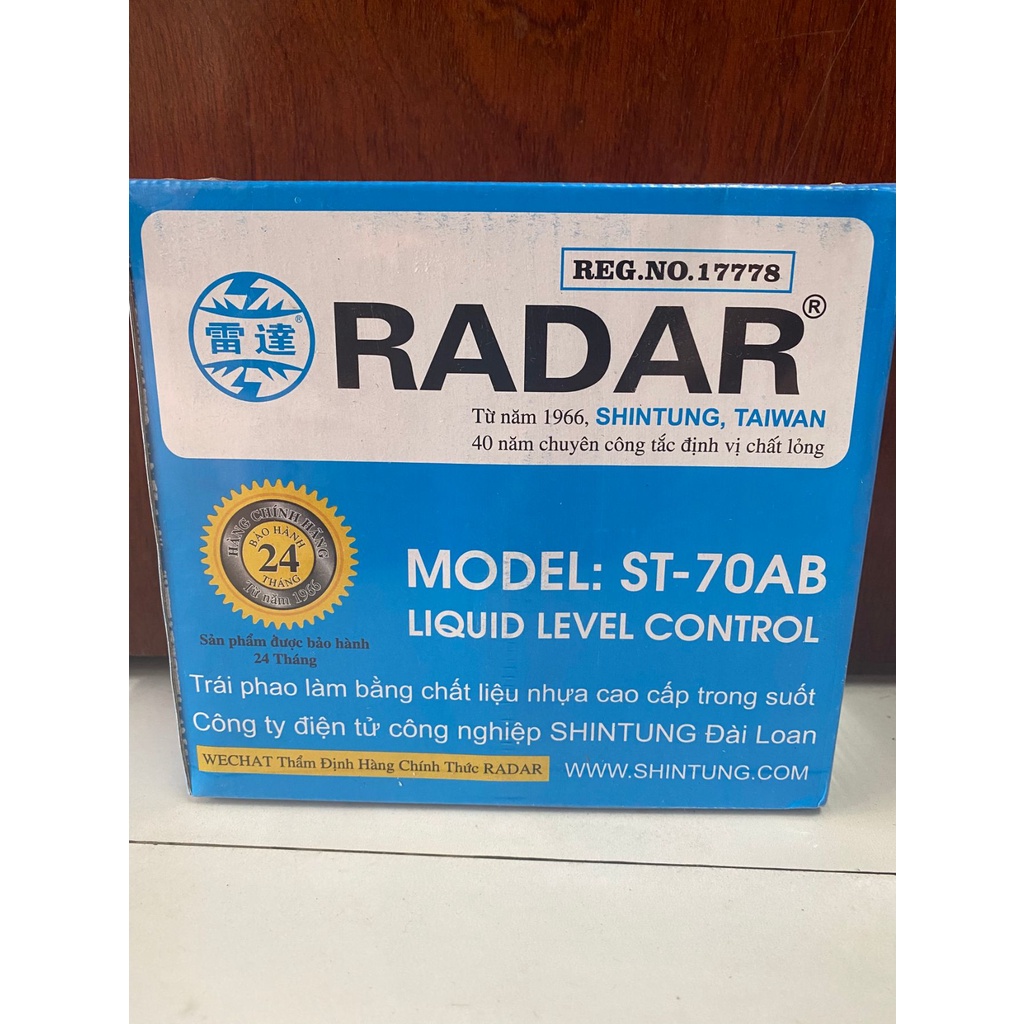 REG.NO.17778
雷達®
RADAR®
Từ năm 1966, SHINTUNG, TAIWAN
40 năm chuyên công tắc định vị chất lỏng
HÀNG CHÍNH HÃNG
BẢO HÀNH
24
THÁNG
Từ năm 1966
Sản phẩm được bảo hành
24 Tháng
MODEL: ST-70AB
LIQUID LEVEL CONTROL
Trái phao làm bằng chất liệu nhựa cao cấp trong suốt
Công ty điện tử công nghiệp SHINTUNG Đài Loan
WECHAT Thẩm Định Hàng Chính Thức RADAR
WWW.SHINTUNG.COM